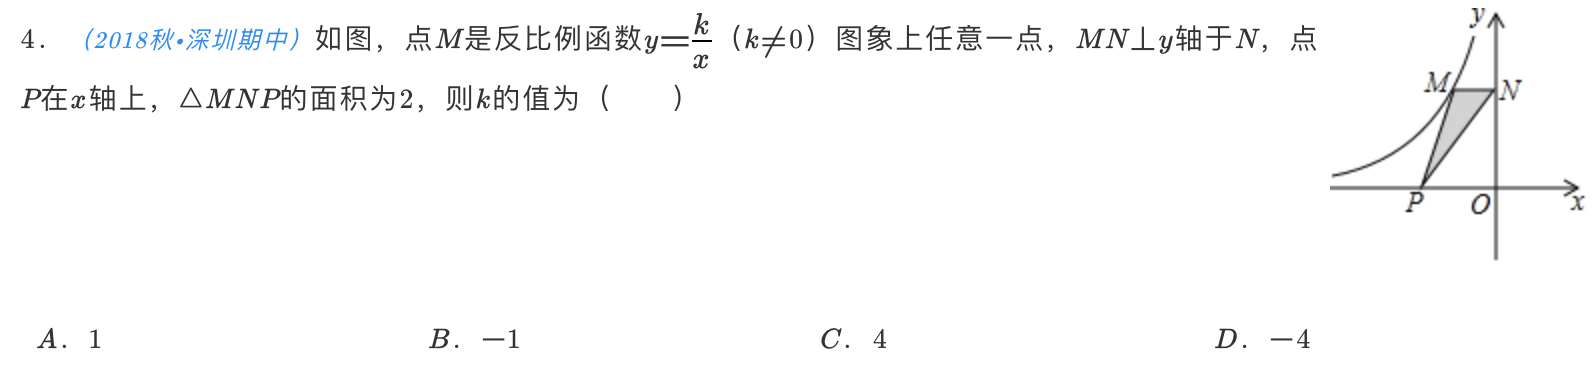 4. （2018秋•深圳期中）如图，点M是反比例函数y=k/x（k≠0）图象上任意一点，MN⊥y轴于N，点
P在x轴上，△MNP的面积为2，则k的值为（　　）
y
M
N
P
O
x
A. 1
B. −1
C. 4
D. −4